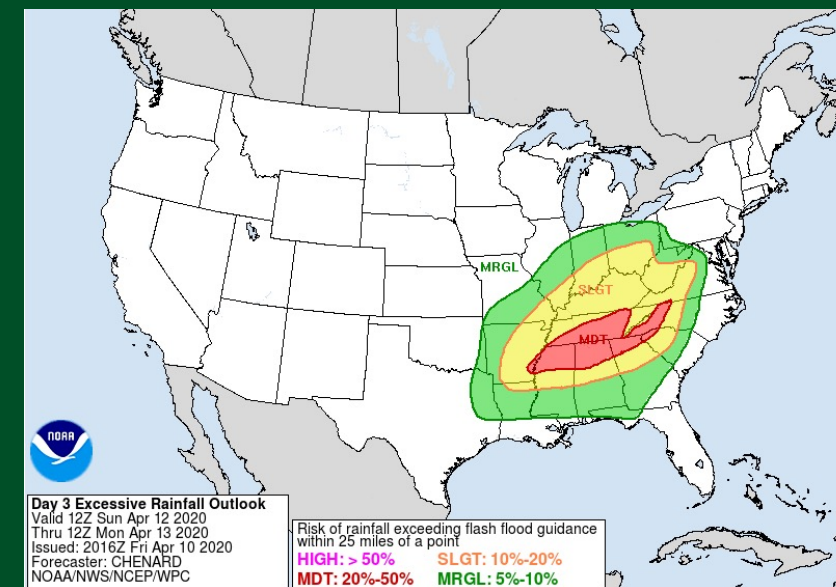 MRGL
SLGT
MDT
NOAA
Day 3 Excessive Rainfall Outlook
Valid 12Z Sun Apr 12 2020
Thru 12Z Mon Apr 13 2020
Issued: 2016Z Fri Apr 10 2020
Forecaster: CHENARD
NOAA/NWS/NCEP/WPC
Risk of rainfall exceeding flash flood guidance
within 25 miles of a point
HIGH: > 50% SLGT: 10%-20%
MDT: 20%-50% MRGL: 5%-10%